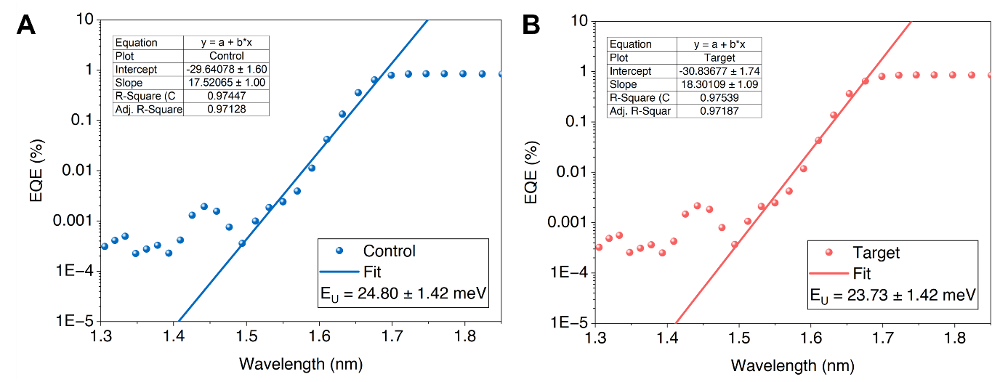 A
Equation y = a + b*x
Plot Control
Intercept -29.64078 ± 1.60
Slope 17.52065 ± 1.00
R-Square (C 0.97447
Adj. R-Square 0.97128
10
1
0.1
0.01
0.001
1E−4
1E−5
EQE (%)
Control
Fit
EU = 24.80 ± 1.42 meV
1.3 1.4 1.5 1.6 1.7 1.8
Wavelength (nm)
B
Equation y = a + b*x
Plot Target
Intercept -30.83677 ± 1.74
Slope 18.30109 ± 1.09
R-Square (C 0.97539
Adj. R-Squar 0.97187
10
1
0.1
0.01
0.001
1E−4
1E−5
EQE (%)
Target
Fit
EU = 23.73 ± 1.42 meV
1.3 1.4 1.5 1.6 1.7 1.8
Wavelength (nm)